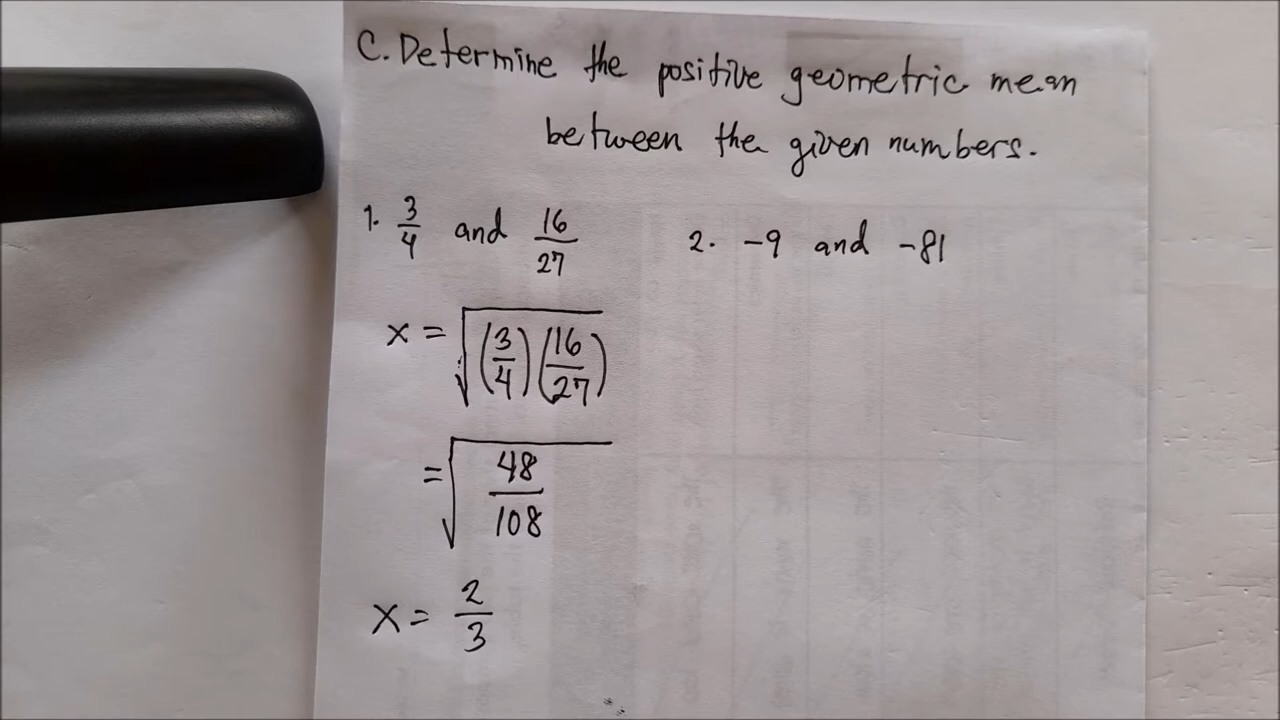 C. Determine the positive geometric mean
between the given numbers.
1. 3/4 and 16/27
2. -9 and -81
x = √(3/4)(16/27)
= √48/108
x = 2/3